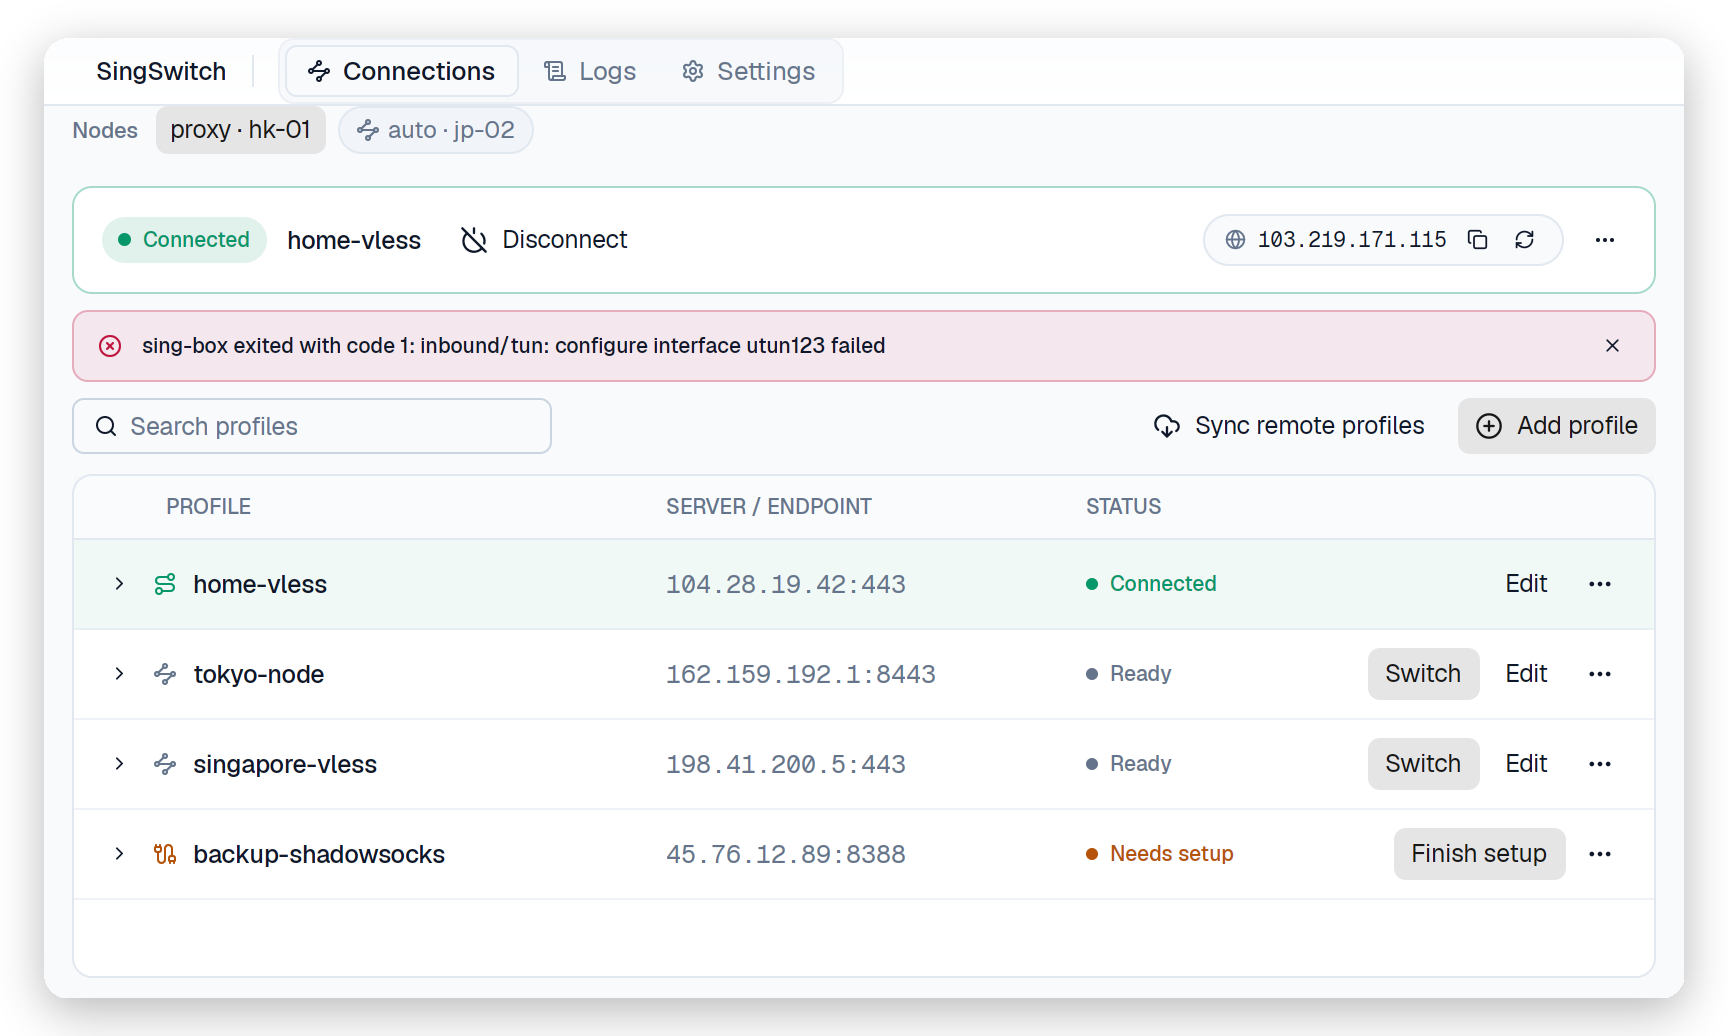 SingSwitch Connections Logs Settings
Nodes proxy · hk-01 auto · jp-02
Connected home-vless Disconnect 103.219.171.115
sing-box exited with code 1: inbound/tun: configure interface utun123 failed
Search profiles Sync remote profiles Add profile
PROFILE SERVER / ENDPOINT STATUS
home-vless 104.28.19.42:443 Connected Edit
tokyo-node 162.159.192.1:8443 Ready Switch Edit
singapore-vless 198.41.200.5:443 Ready Switch Edit
backup-shadowsocks 45.76.12.89:8388 Needs setup Finish setup